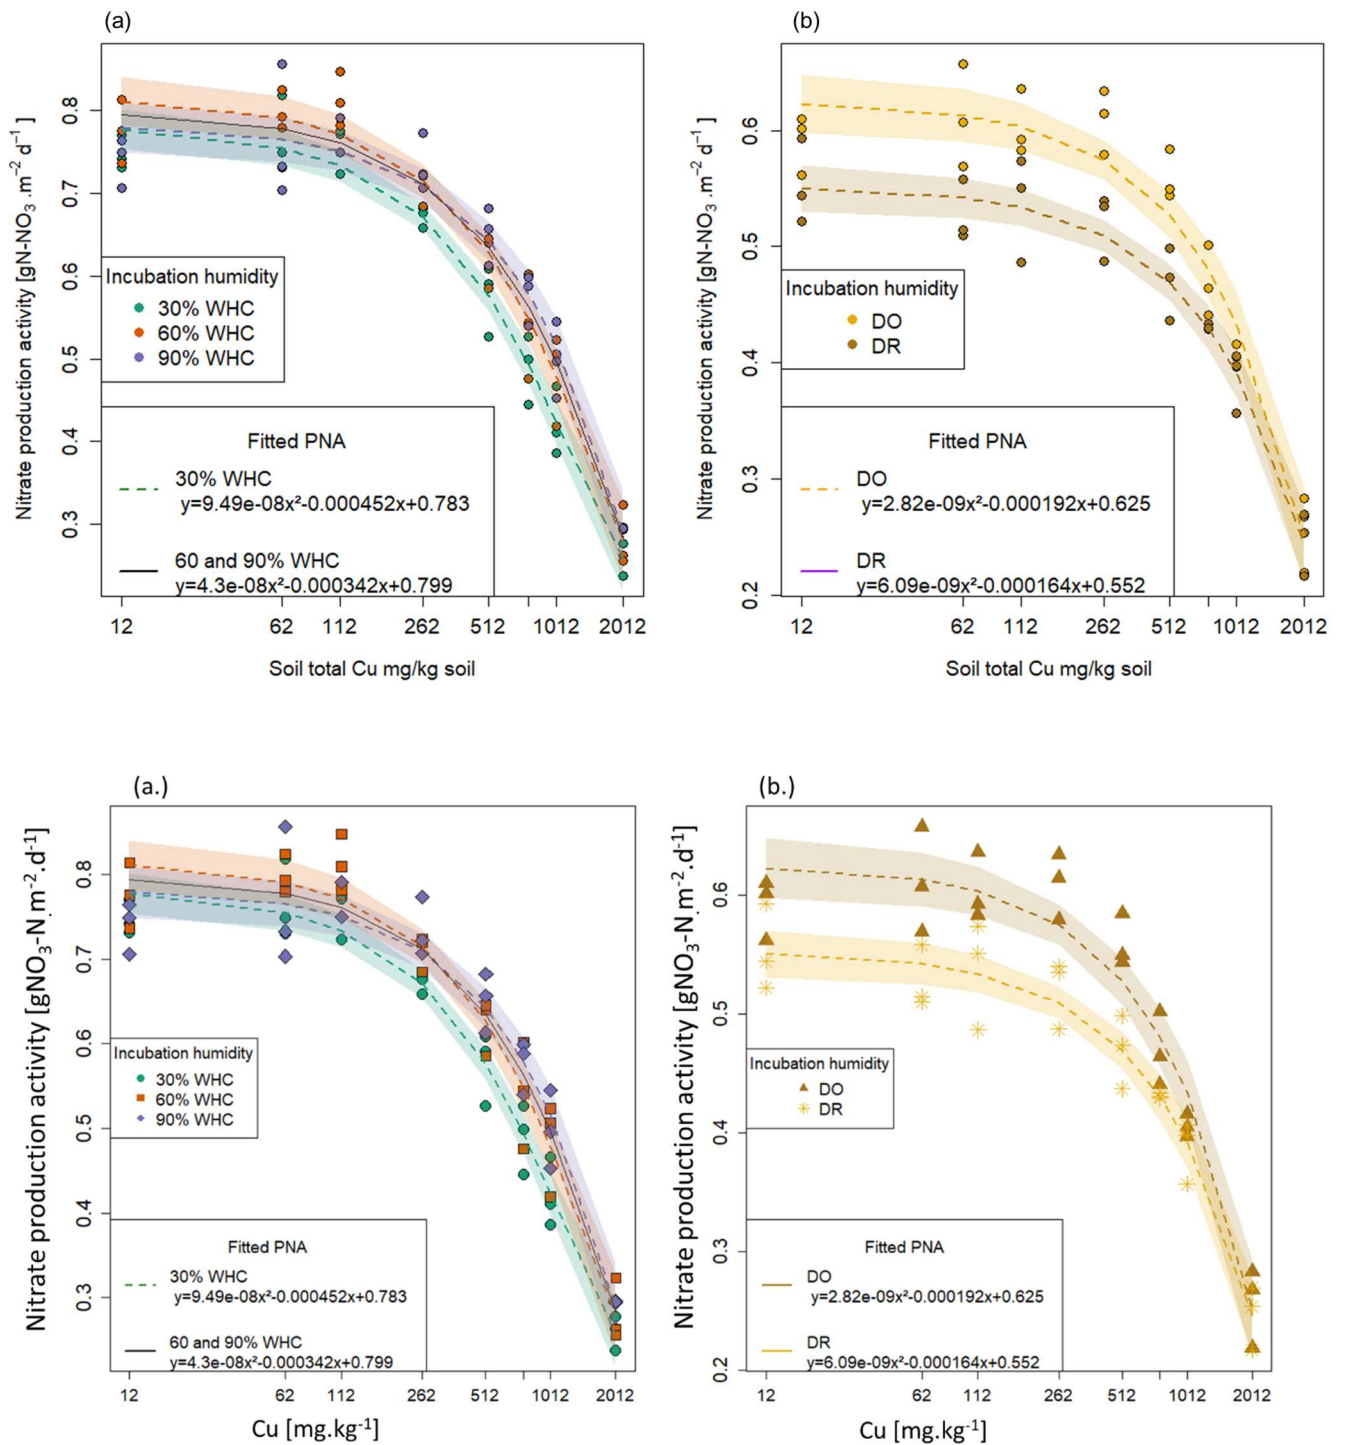 (a)
Nitrate production activity [gN-NO3 .m−2 d−1 ]
0.8
0.7
0.6
0.5
0.4
0.3
Incubation humidity
30% WHC
60% WHC
90% WHC
Fitted PNA
30% WHC
y=9.49e-08x²-0.000452x+0.783
60 and 90% WHC
y=4.3e-08x²-0.000342x+0.799
12 62 112 262 512 1012 2012
Soil total Cu mg/kg soil
(b)
Nitrate production activity [gN-NO3 .m−2 d−1 ]
0.6
0.5
0.4
0.3
0.2
Incubation humidity
DO
DR
Fitted PNA
DO
y=2.82e-09x²-0.000192x+0.625
DR
y=6.09e-09x²-0.000164x+0.552
12 62 112 262 512 1012 2012
Soil total Cu mg/kg soil
(a.)
Nitrate production activity [gNO3-N.m-2.d-1]
0.8
0.7
0.6
0.5
0.4
0.3
Incubation humidity
30% WHC
60% WHC
90% WHC
Fitted PNA
30% WHC
y=9.49e-08x²-0.000452x+0.783
60 and 90% WHC
y=4.3e-08x²-0.000342x+0.799
12 62 112 262 512 1012 2012
Cu [mg.kg-1]
(b.)
Nitrate production activity [gNO3-N.m-2.d-1]
0.6
0.5
0.4
0.3
0.2
Incubation humidity
DO
DR
Fitted PNA
DO
y=2.82e-09x²-0.000192x+0.625
DR
y=6.09e-09x²-0.000164x+0.552
12 62 112 262 512 1012 2012
Cu [mg.kg-1]